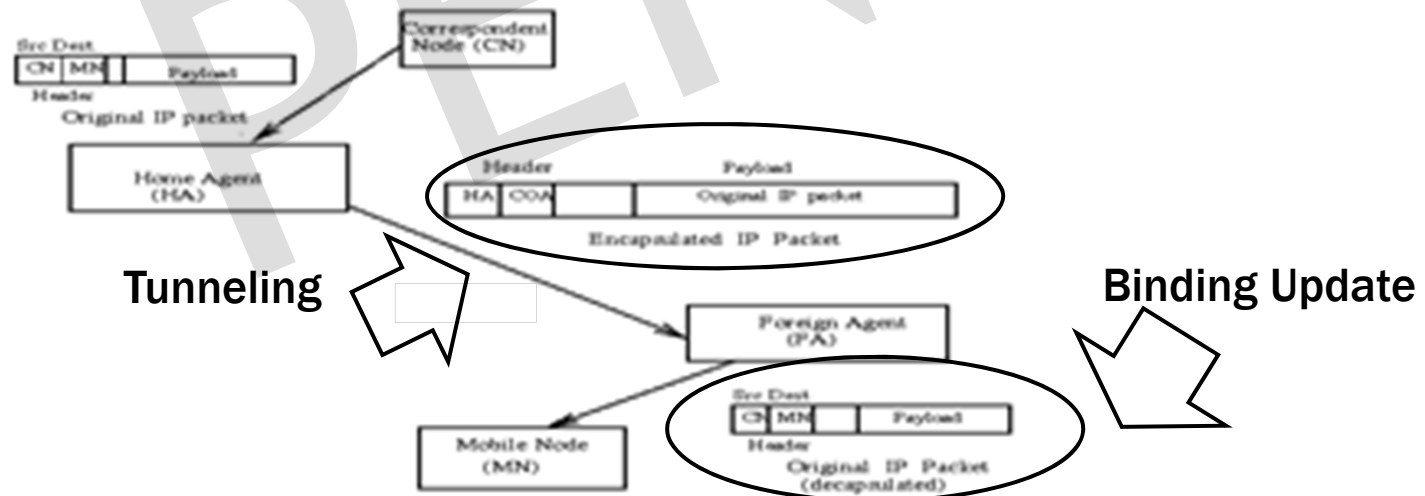 Correspondent
Node (CN)
Src Dest
CN MN Payload
Header
Original IP packet
Home Agent
(HA)
Header Payload
HA COA Original IP packet
Encapsulated IP Packet
Tunneling
Binding Update
Foreign Agent
(FA)
Src Dest
CN MN Payload
Header
Original IP Packet
(decapsulated)
Mobile Node
(MN)
PEN